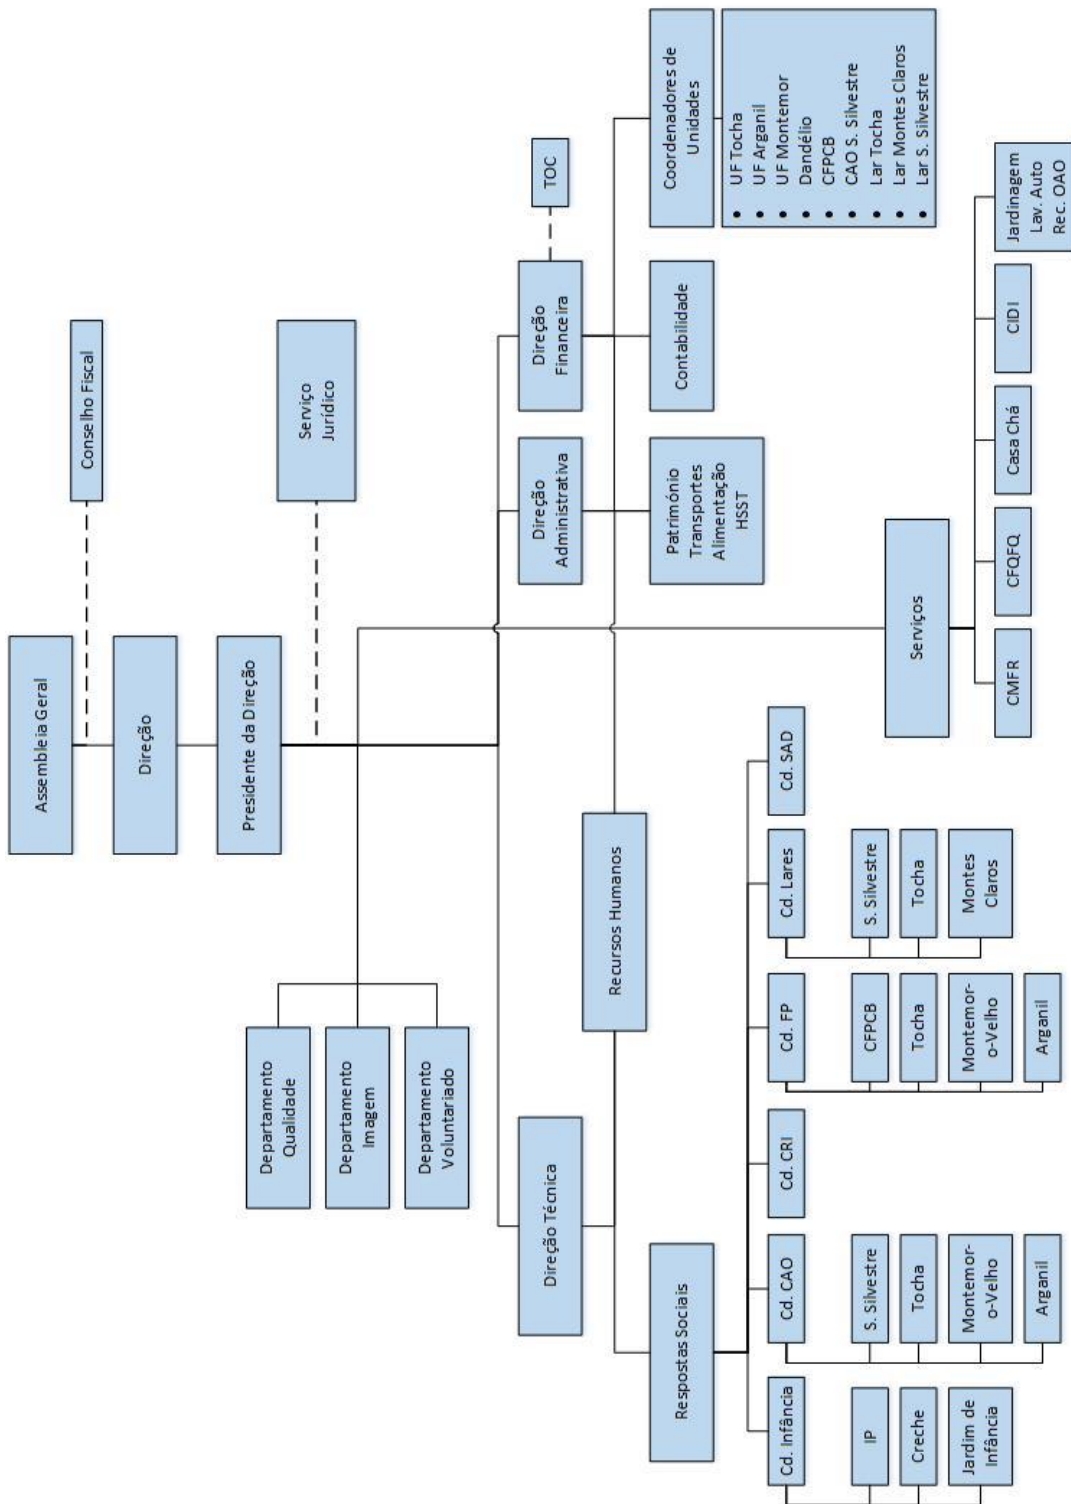 Assembleia Geral
Conselho Fiscal
Direção
Presidente da Direção
Serviço
Jurídico
Departamento
Qualidade
Departamento
Imagem
Departamento
Voluntariado
Direção Técnica
Direção
Administrativa
Direção
Financeira
TOC
Recursos Humanos
Respostas Sociais
Património
Transportes
Alimentação
HSST
Contabilidade
Coordenadores de
Unidades
• UF Tocha
• UF Arganil
• UF Montemor
• Dandélio
• CFPCB
• CAO S. Silvestre
• Lar Tocha
• Lar Montes Claros
• Lar S. Silvestre
Cd. Infância
IP
Creche
Jardim de
Infância
Cd. CAO
S. Silvestre
Tocha
Montemor-
o-Velho
Arganil
Cd. CRI
Cd. FP
CFPCB
Tocha
Montemor-
o-Velho
Arganil
Cd. Lares
S. Silvestre
Tocha
Montes
Claros
Cd. SAD
Serviços
CMFR
CFQFQ
Casa Chá
CIDI
Jardinagem
Lav. Auto
Rec. OAO